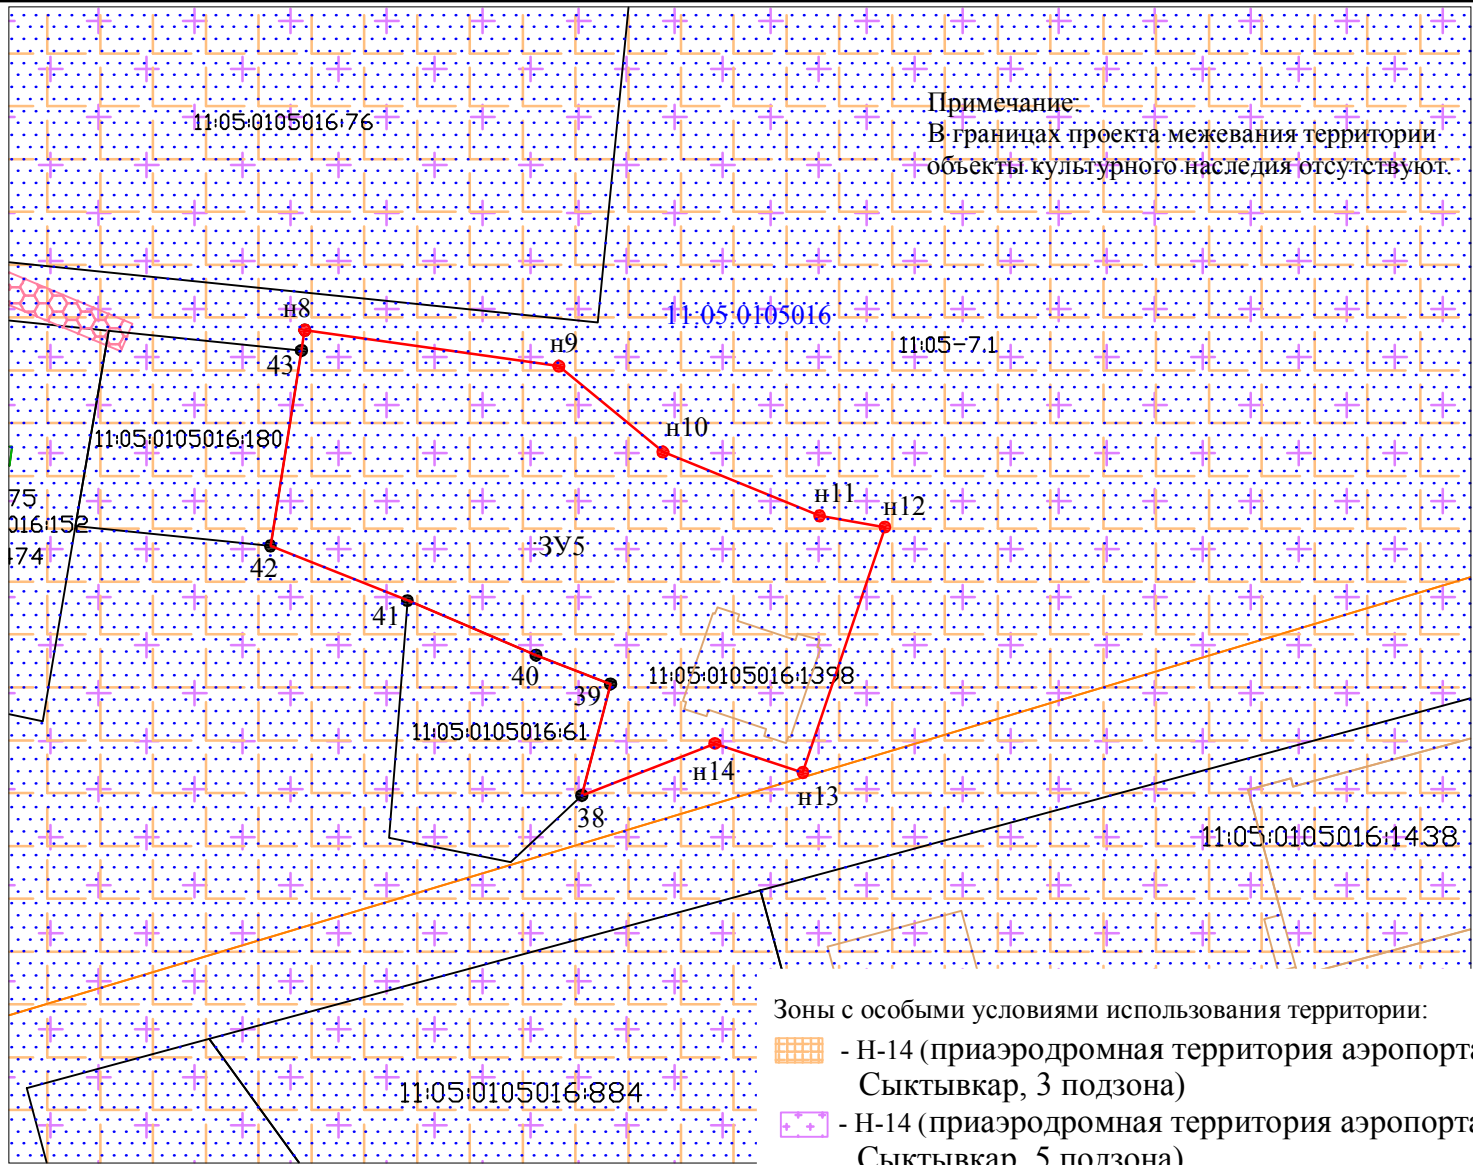 11:05:0105016:76
Примечание:
В границах проекта межевания территории
объекты культурного наследия отсутствуют.
н8
11:05:0105016
н9
11:05-7.1
43
н10
11:05:0105016:180
75
016:152
474
н11
н12
ЗУ5
42
41
40
39
11:05:0105016:1398
11:05:0105016:61
н14
н13
38
11:05:0105016:1438
11:05:0105016:884
Зоны с особыми условиями использования территории:
- Н-14 (приаэродромная территория аэропорта
Сыктывкар, 3 подзона)
- Н-14 (приаэродромная территория аэропорта
Сыктывкар, 5 подзона)